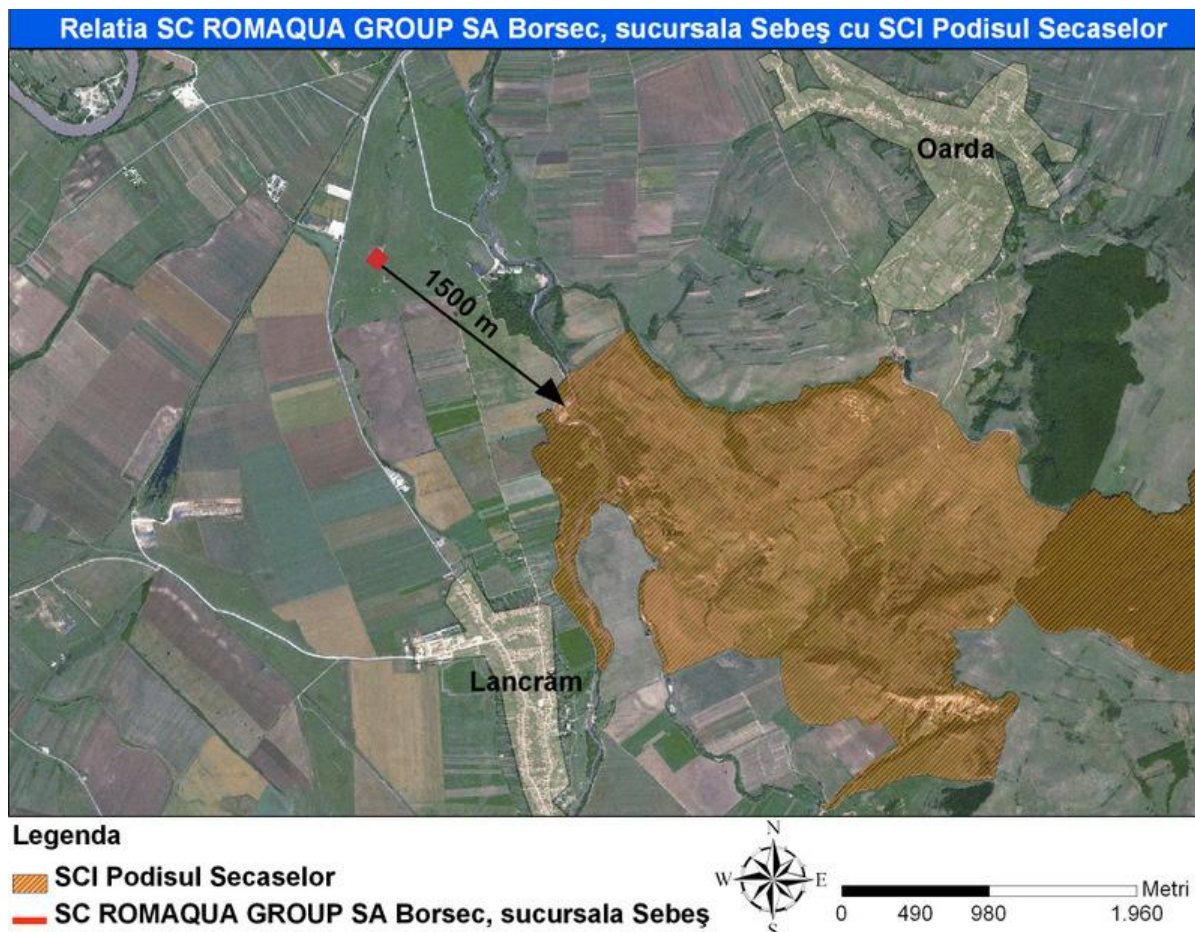 Relatia SC ROMAQUA GROUP SA Borsec, sucursala Sebeş cu SCI Podisul Secaselor
Oarda
1500 m
Lancrăm
Legenda
SCI Podisul Secaselor
SC ROMAQUA GROUP SA Borsec, sucursala Sebeş
N
W E
S
Metri
0 490 980 1.960